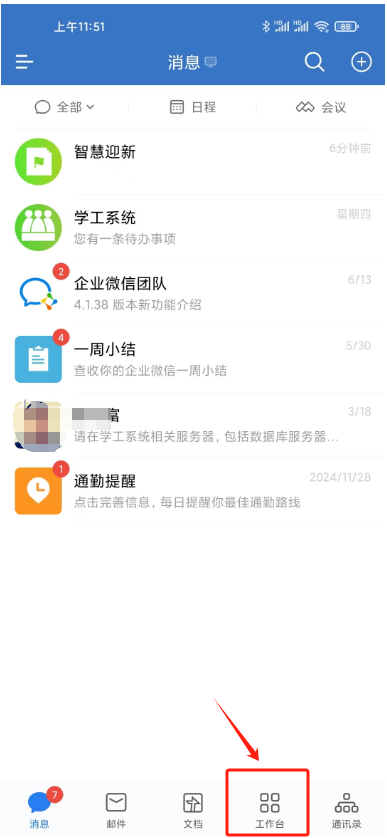 上午11:51
HD HD 88
消息
全部 日程 会议
智慧迎新 6分钟前
学工系统 星期四
您有一条待办事项
2
企业微信团队 6/13
4.1.38 版本新功能介绍
4
一周小结 5/30
查收你的企业微信一周小结
富 3/18
请在学工系统相关服务器，包括数据库服务器...
1
通勤提醒 2024/11/28
点击完善信息，每日提醒你最佳通勤路线
7
消息 邮件 文档 工作台 通讯录